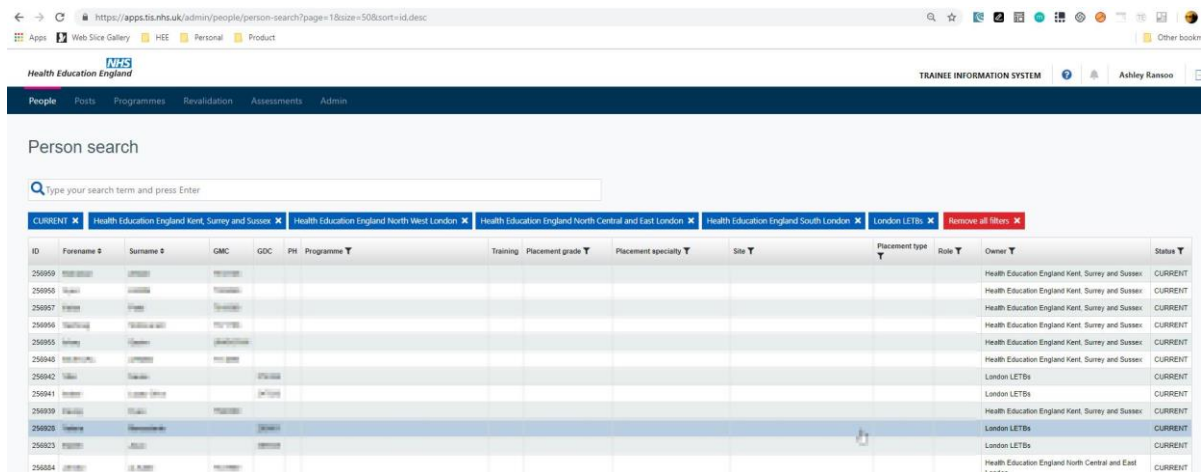 https://apps.tis.nhs.uk/admin/people/person-search?page=1&size=50&sort=id,desc
Apps Web Slice Gallery HEE Personal Product Other bookm
NHS
Health Education England
TRAINEE INFORMATION SYSTEM Ashley Ransoo
People Posts Programmes Revalidation Assessments Admin
Person search
Type your search term and press Enter
CURRENT Health Education England Kent, Surrey and Sussex Health Education England North West London Health Education England North Central and East London Health Education England South London London LETBs Remove all filters
ID Forename Surname GMC GDC PH Programme Training Placement grade Placement specialty Site Placement type Role Owner Status
256959 Health Education England Kent, Surrey and Sussex CURRENT
256958 Health Education England Kent, Surrey and Sussex CURRENT
256957 Health Education England Kent, Surrey and Sussex CURRENT
256956 Health Education England Kent, Surrey and Sussex CURRENT
256955 Health Education England Kent, Surrey and Sussex CURRENT
256948 Health Education England Kent, Surrey and Sussex CURRENT
256942 London LETBs CURRENT
256941 London LETBs CURRENT
256939 Health Education England Kent, Surrey and Sussex CURRENT
256928 London LETBs CURRENT
256923 London LETBs CURRENT
256884 Health Education England North Central and East CURRENT